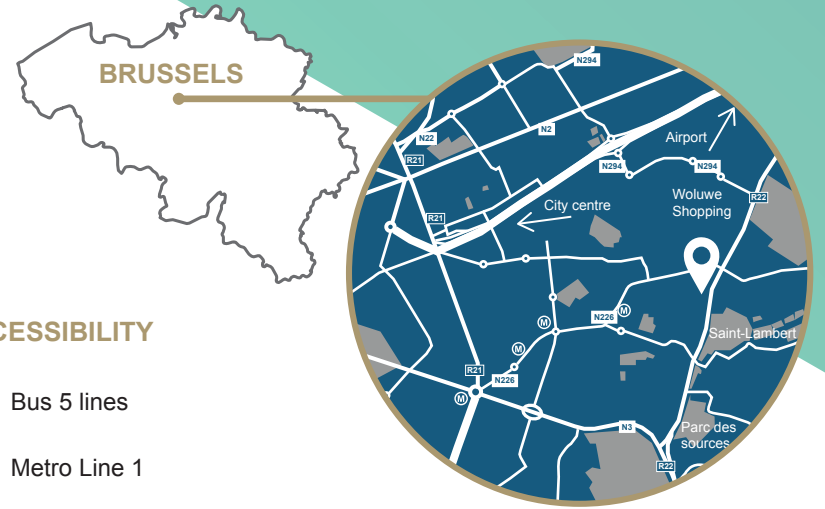 BRUSSELS
N294
N22
N2
R21
Airport
N294
N294
R22
Woluwe
Shopping
City centre
R21
M
N226
M
Saint-Lambert
M
R21
N226
M
N3
Parc des
sources
R22
CESSIBILITY
Bus 5 lines
Metro Line 1